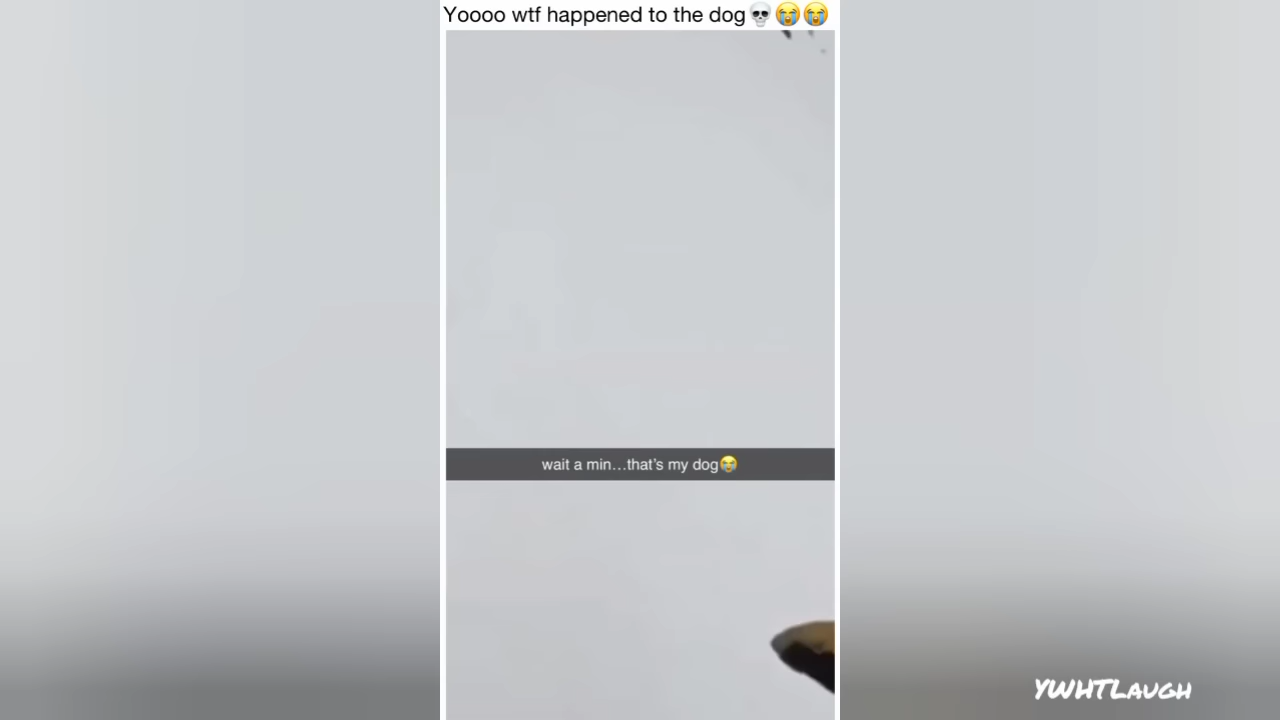 Yoooo wtf happened to the dog💀😭😭
wait a min…that's my dog😭
YWHTLaugh